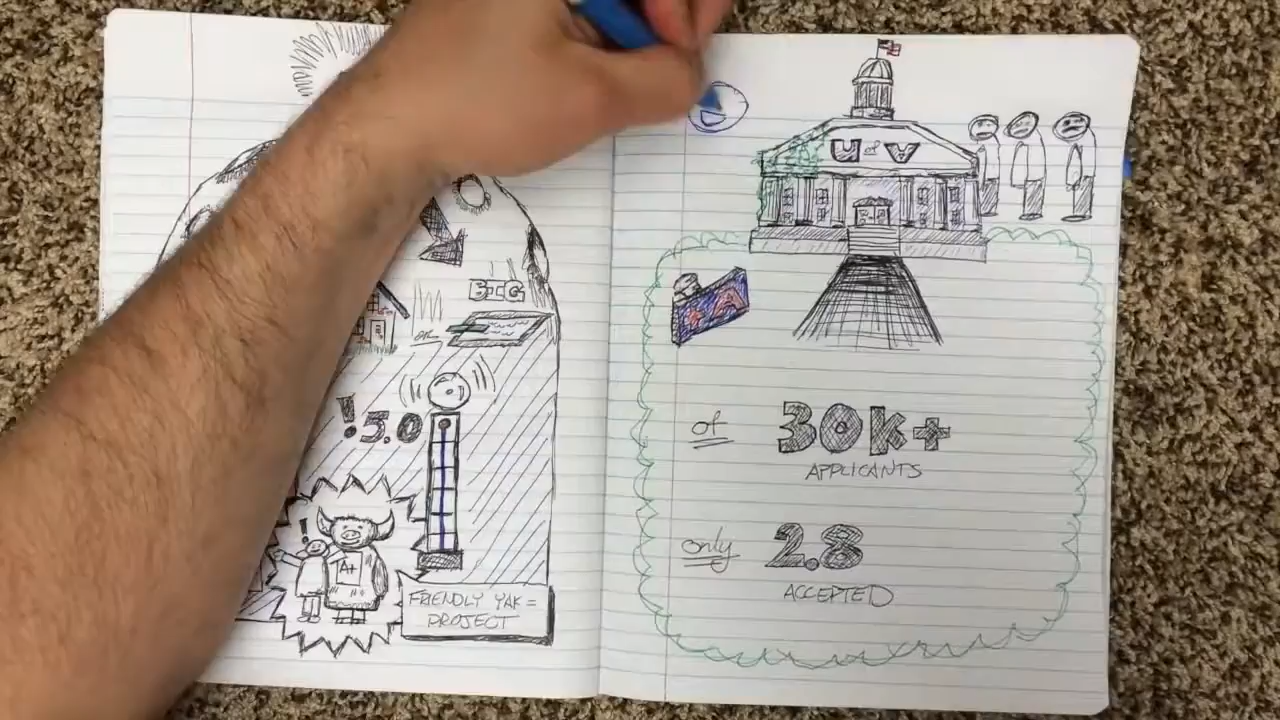 BIG
!5.0
A+
!
FRIENDLY YAK =
PROJECT
U of V
of 30K+
APPLICANTS
only 2.8
ACCEPTED